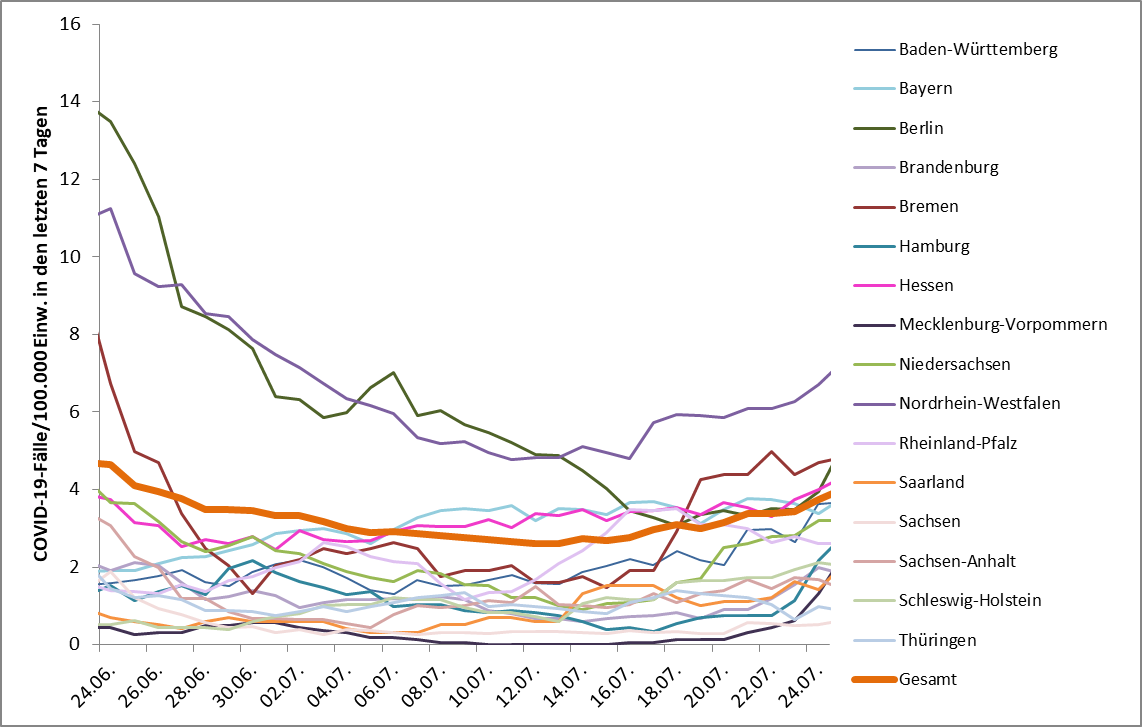 COVID-19-Fälle/100.000 Einw. in den letzten 7 Tagen
16
14
12
10
8
6
4
2
0
24.06.
26.06.
28.06.
30.06.
02.07.
04.07.
06.07.
08.07.
10.07.
12.07.
14.07.
16.07.
18.07.
20.07.
22.07.
24.07.
Baden-Württemberg
Bayern
Berlin
Brandenburg
Bremen
Hamburg
Hessen
Mecklenburg-Vorpommern
Niedersachsen
Nordrhein-Westfalen
Rheinland-Pfalz
Saarland
Sachsen
Sachsen-Anhalt
Schleswig-Holstein
Thüringen
Gesamt